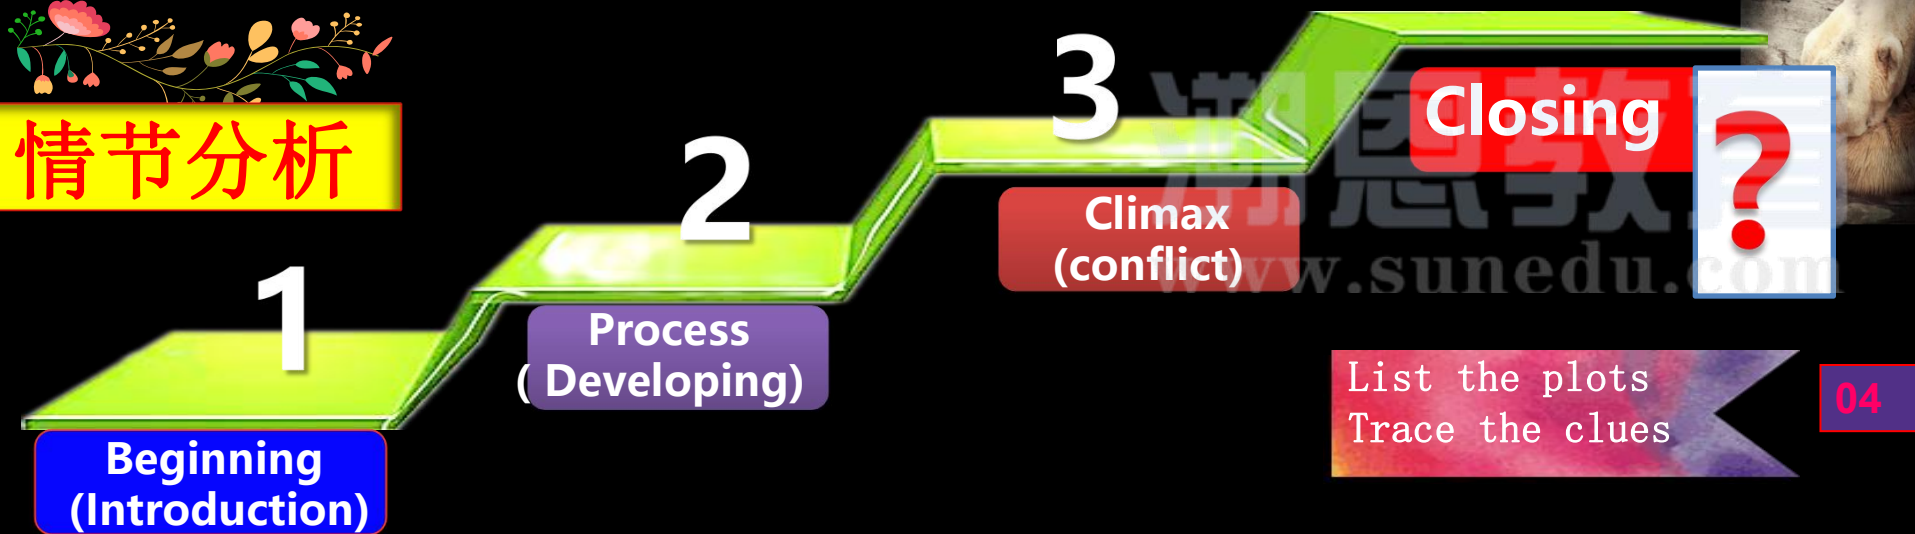 情节分析
1
Beginning
(Introduction)
2
Process
( Developing)
3
Climax
(conflict)
Closing
?
List the plots
Trace the clues
04
www.sunedu.com